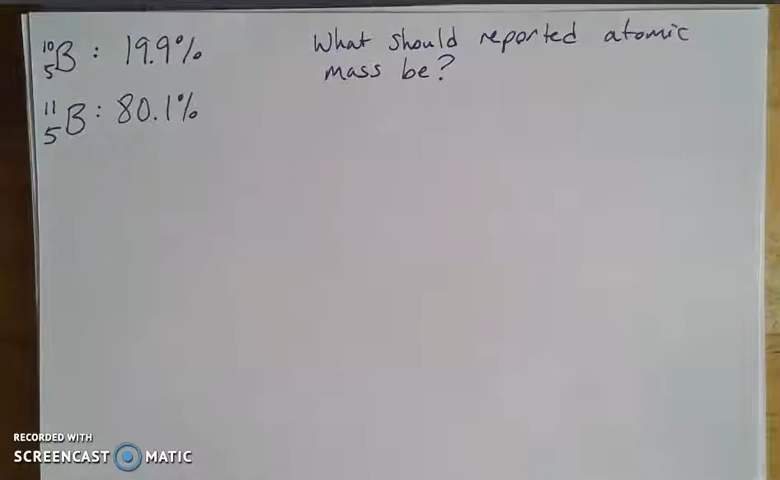 ¹⁰₅B : 19.9%
¹¹₅B : 80.1%
What should reported atomic
mass be?
RECORDED WITH
SCREENCAST MATIC